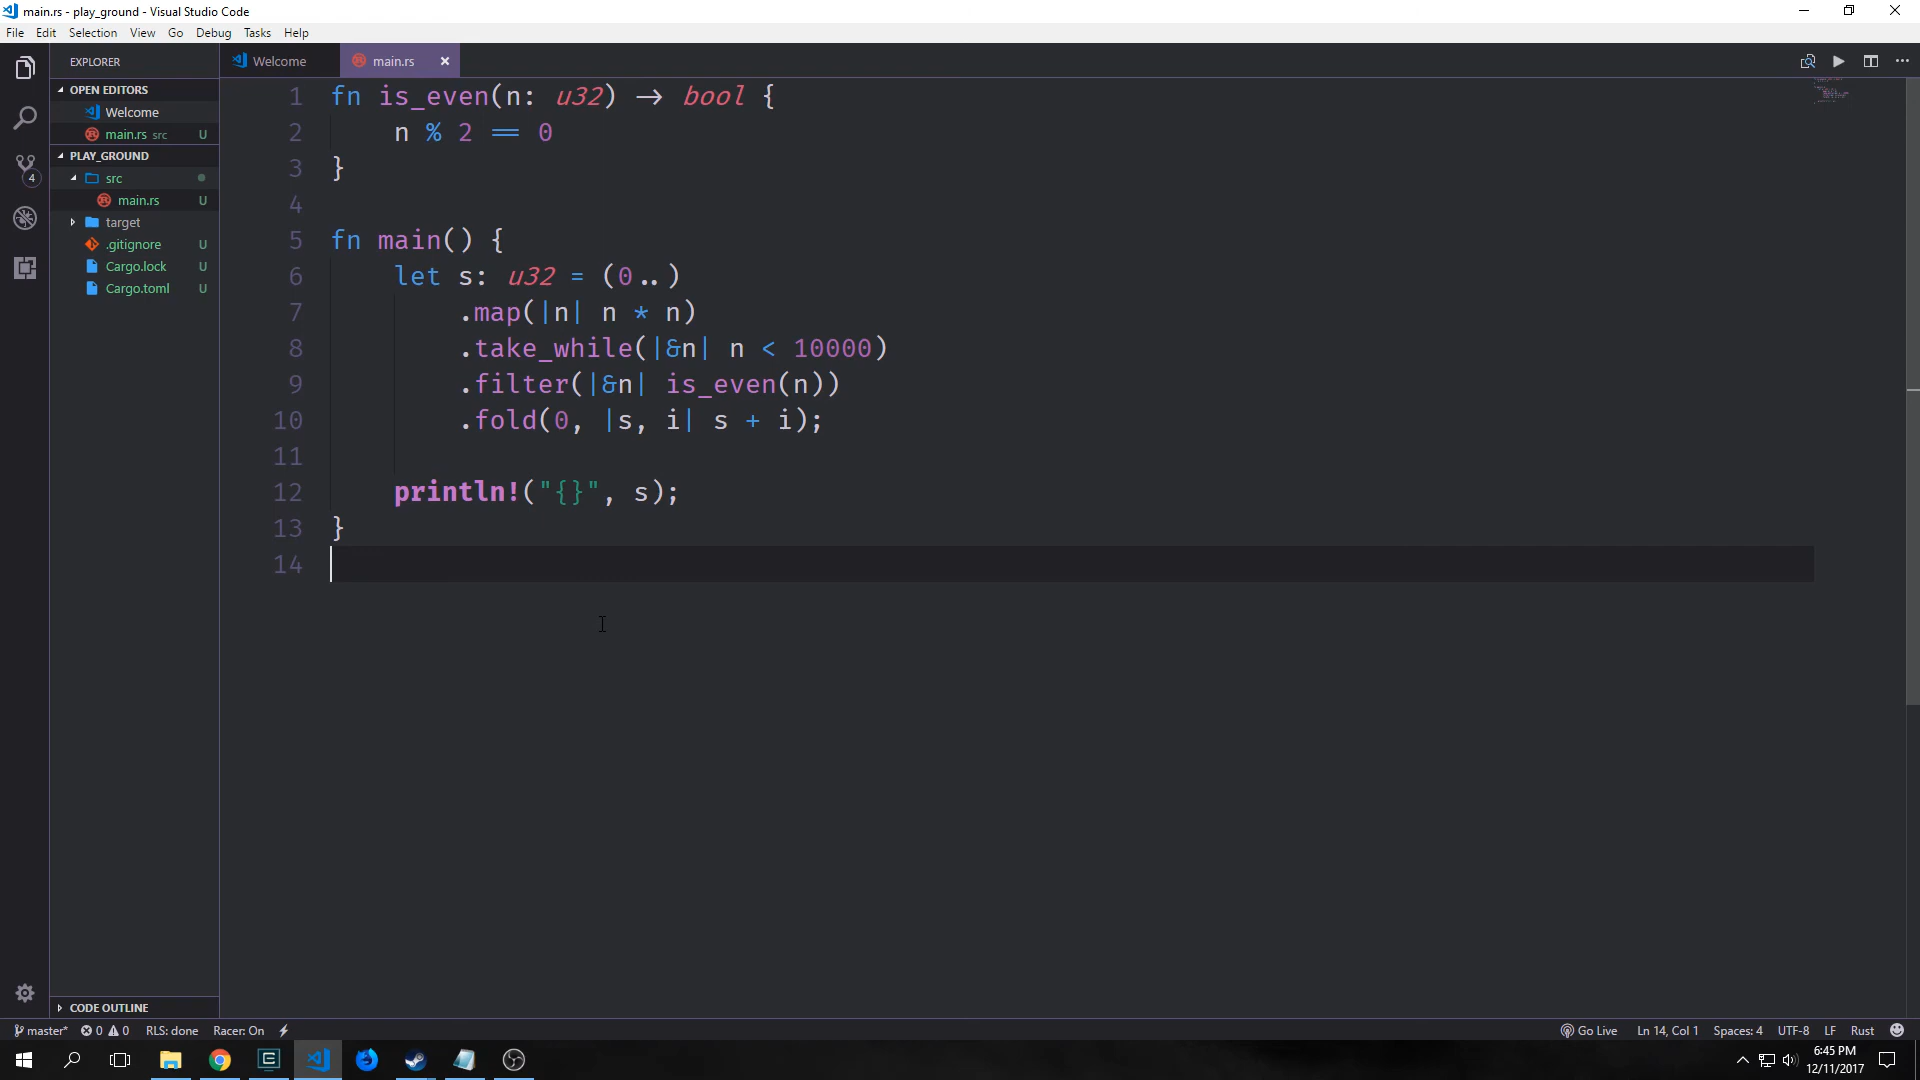 main.rs - play_ground - Visual Studio Code
File Edit Selection View Go Debug Tasks Help
EXPLORER
OPEN EDITORS
Welcome
main.rs src U
PLAY_GROUND
src
main.rs U
target
.gitignore U
Cargo.lock U
Cargo.toml U
CODE OUTLINE
4
Welcome main.rs
1 fn is_even(n: u32) -> bool {
2 n % 2 == 0
3 }
4
5 fn main() {
6 let s: u32 = (0..)
7 .map(|n| n * n)
8 .take_while(|&n| n < 10000)
9 .filter(|&n| is_even(n))
10 .fold(0, |s, i| s + i);
11
12 println!("{}", s);
13 }
14
master* 0 0 RLS: done Racer: On Go Live Ln 14, Col 1 Spaces: 4 UTF-8 LF Rust
6:45 PM
12/11/2017